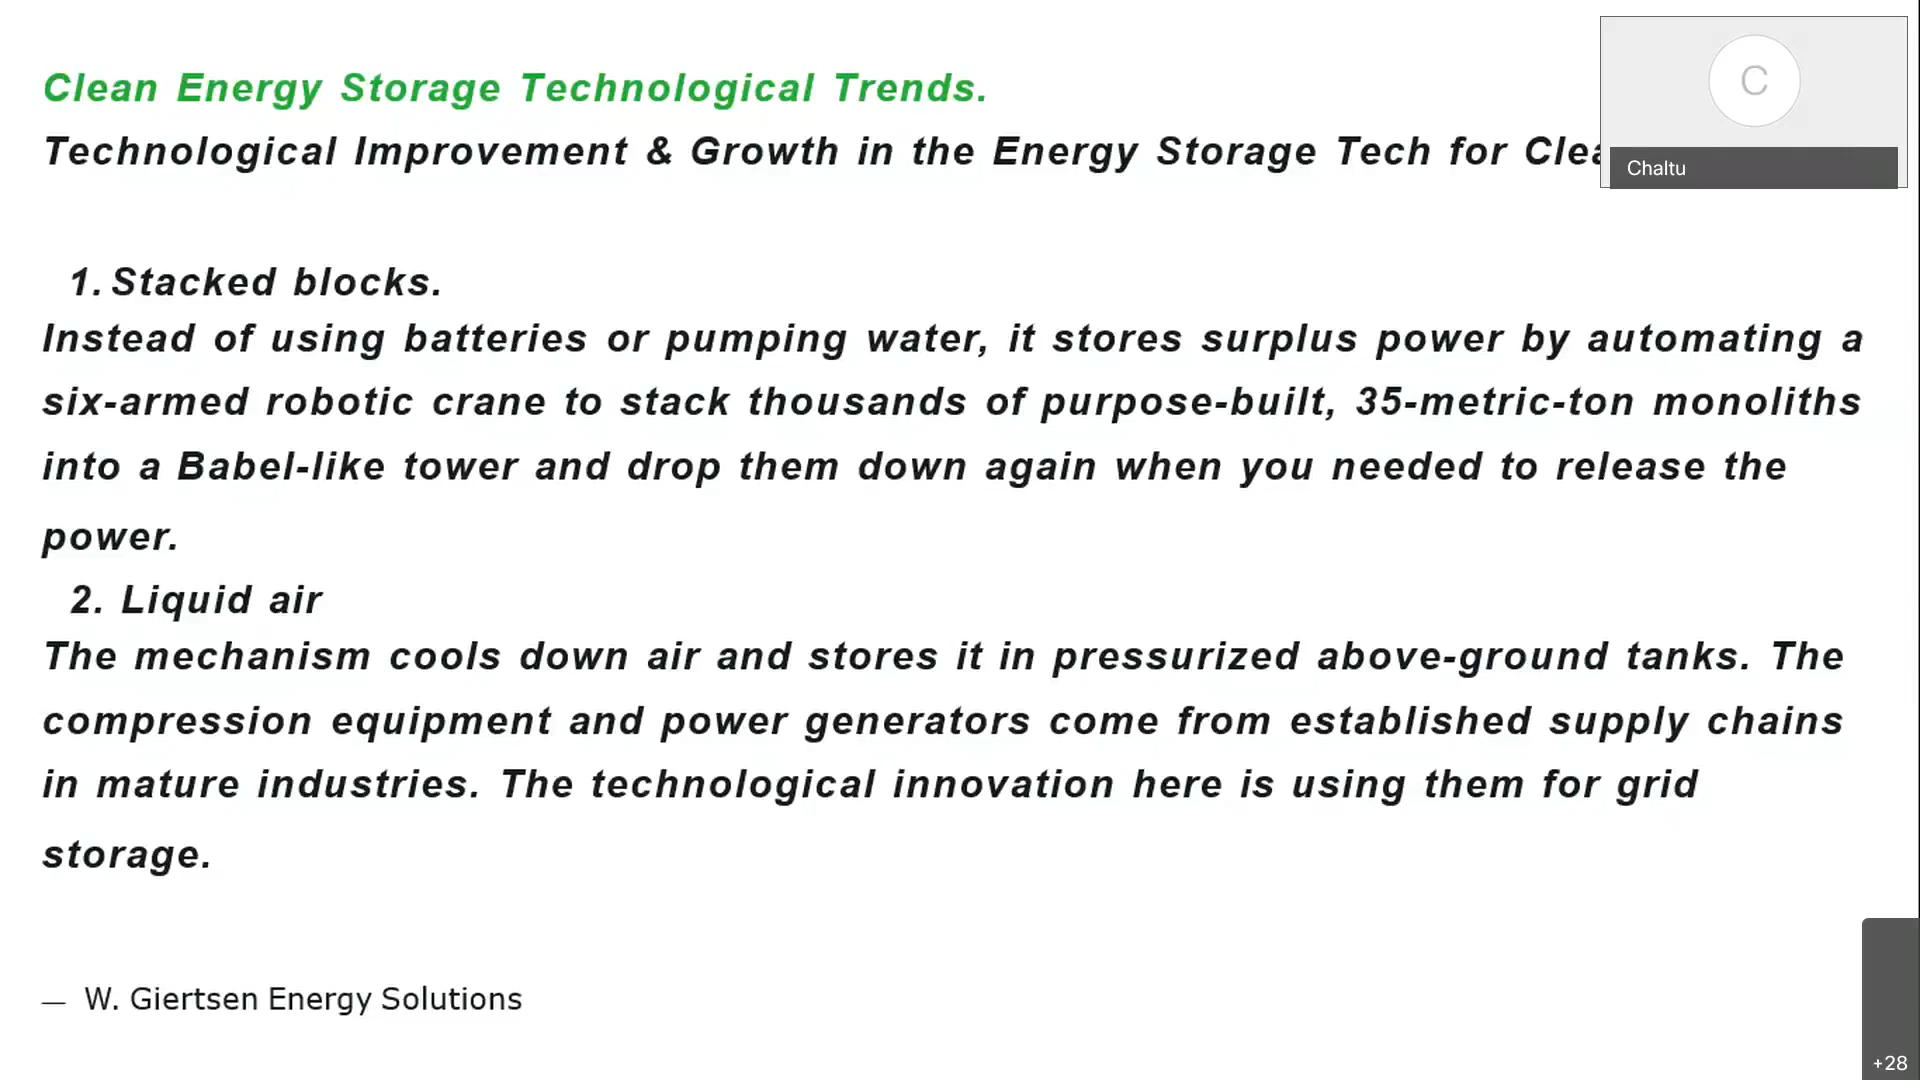 Clean Energy Storage Technological Trends.
Technological Improvement & Growth in the Energy Storage Tech for
C
Chaltu
1. Stacked blocks.
Instead of using batteries or pumping water, it stores surplus power by automating a
six-armed robotic crane to stack thousands of purpose-built, 35-metric-ton monoliths
into a Babel-like tower and drop them down again when you needed to release the
power.
2. Liquid air
The mechanism cools down air and stores it in pressurized above-ground tanks. The
compression equipment and power generators come from established supply chains
in mature industries. The technological innovation here is using them for grid
storage.
— W. Giertsen Energy Solutions
+28